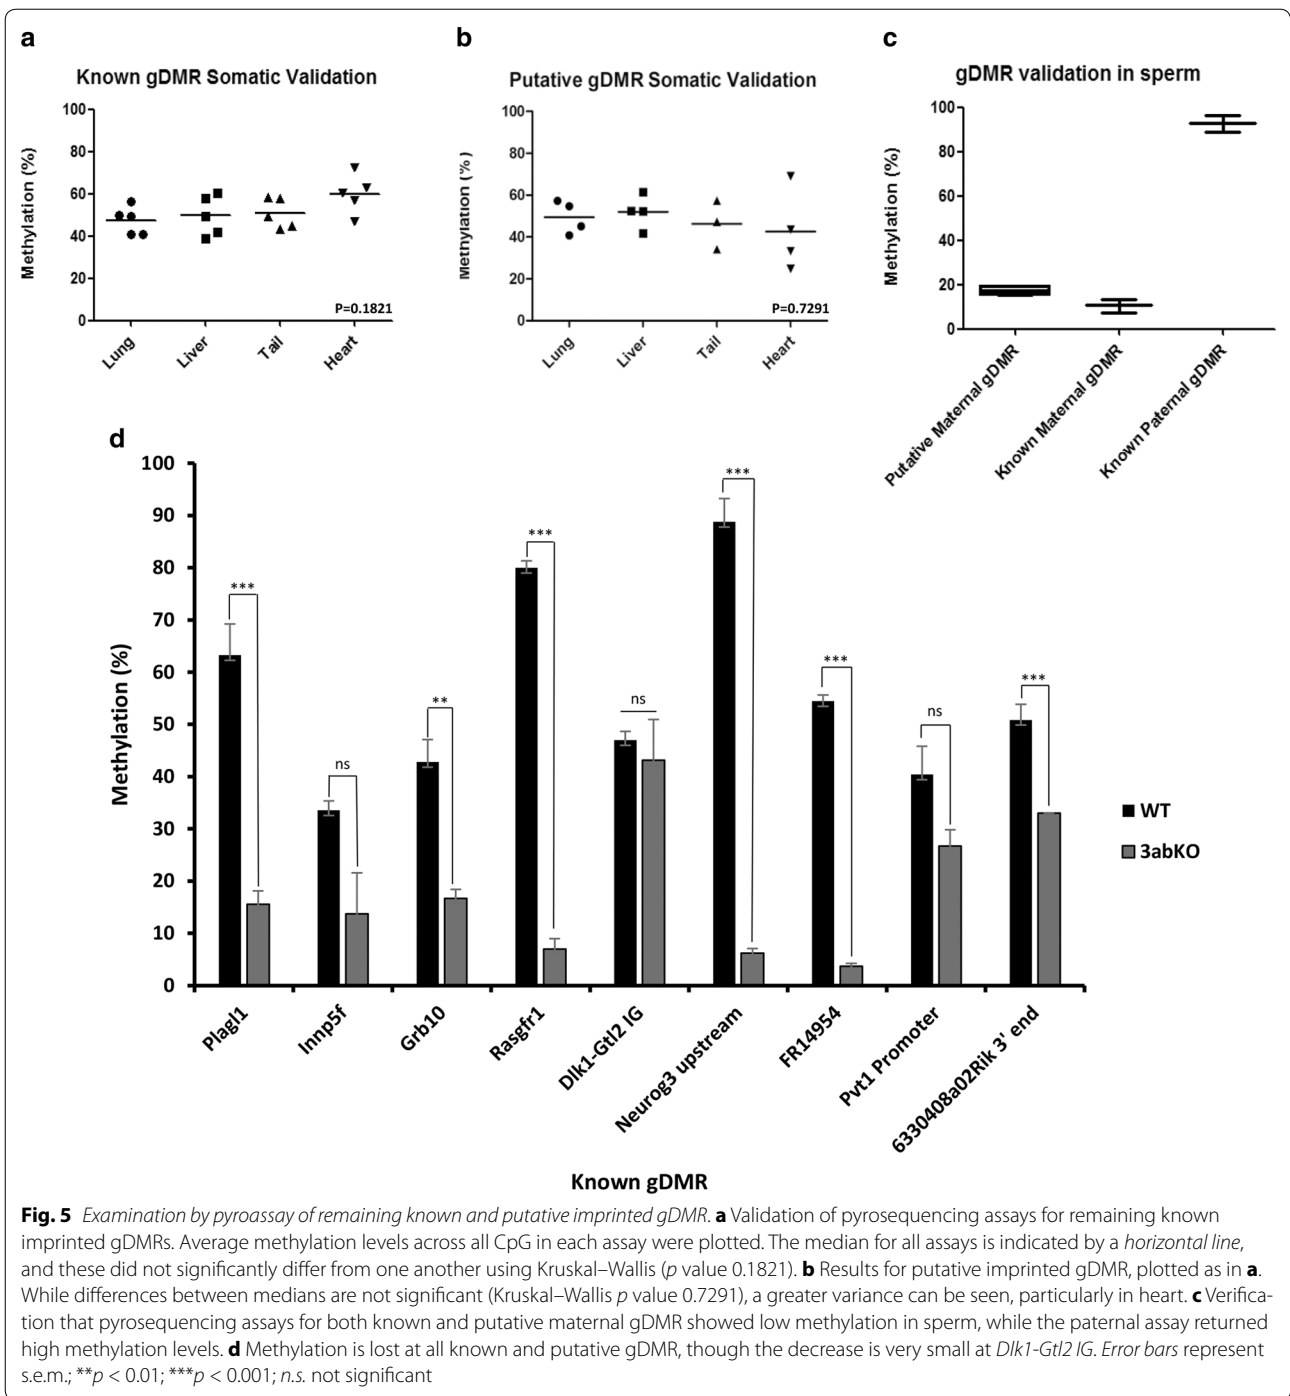 a
Known gDMR Somatic Validation
Methylation (%)
100
80
60
40
20
0
P=0.1821
Lung
Liver
Tail
Heart
b
Putative gDMR Somatic Validation
Methylation (%)
100
80
60
40
20
0
P=0.7291
Lung
Liver
Tail
Heart
c
gDMR validation in sperm
Methylation (%)
100
80
60
40
20
0
Putative Maternal gDMR
Known Maternal gDMR
Known Paternal gDMR
d
Methylation (%)
100
90
80
70
60
50
40
30
20
10
0
***
ns
**
***
ns
***
***
ns
***
Plagl1
Innp5f
Grb10
Rasgfr1
Dlk1-Gtl2 IG
Neurog3 upstream
FR14954
Pvt1 Promoter
6330408a02Rik 3' end
WT
3abKO
Known gDMR
Fig. 5 Examination by pyroassay of remaining known and putative imprinted gDMR. a Validation of pyrosequencing assays for remaining known
imprinted gDMRs. Average methylation levels across all CpG in each assay were plotted. The median for all assays is indicated by a horizontal line,
and these did not significantly differ from one another using Kruskal–Wallis (p value 0.1821). b Results for putative imprinted gDMR, plotted as in a.
While differences between medians are not significant (Kruskal–Wallis p value 0.7291), a greater variance can be seen, particularly in heart. c Verifica-
tion that pyrosequencing assays for both known and putative maternal gDMR showed low methylation in sperm, while the paternal assay returned
high methylation levels. d Methylation is lost at all known and putative gDMR, though the decrease is very small at Dlk1-Gtl2 IG. Error bars represent
s.e.m.; **p < 0.01; ***p < 0.001; n.s. not significant